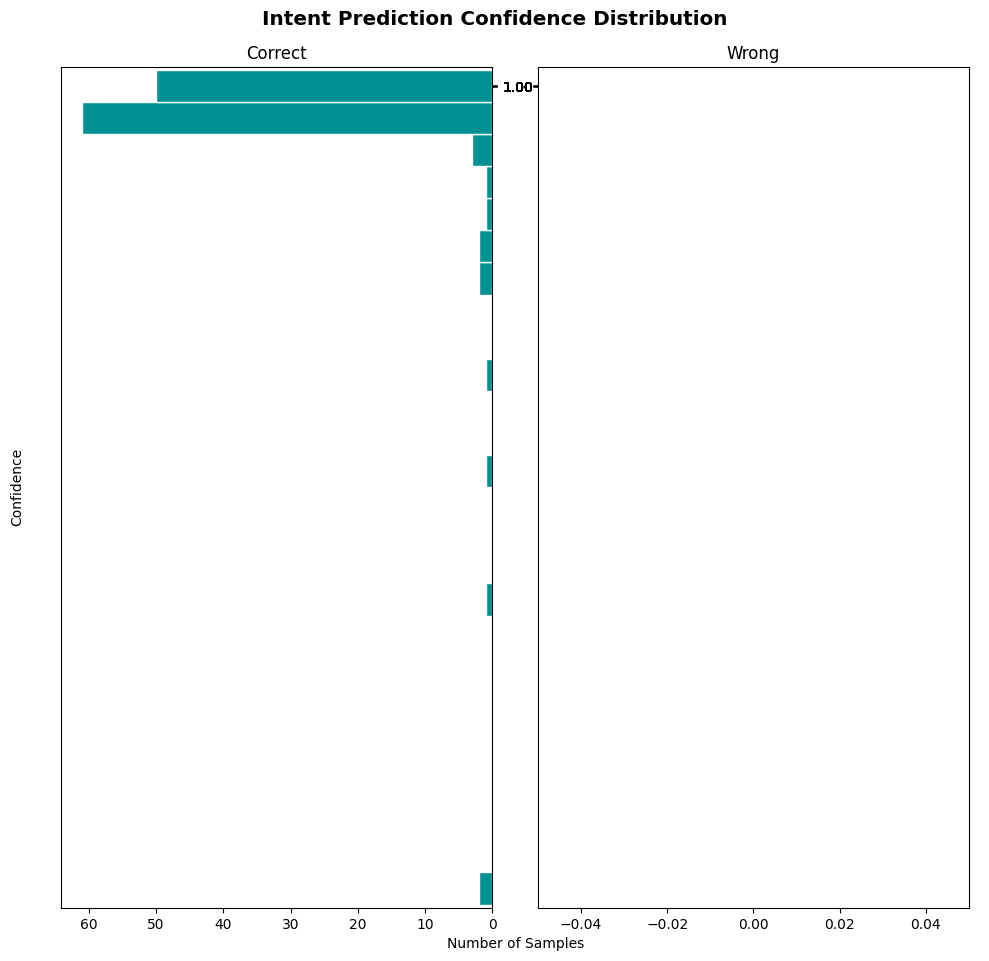 Intent Prediction Confidence Distribution
Correct
Wrong
1.00
Confidence
60 50 40 30 20 10 0
−0.04 −0.02 0.00 0.02 0.04
Number of Samples